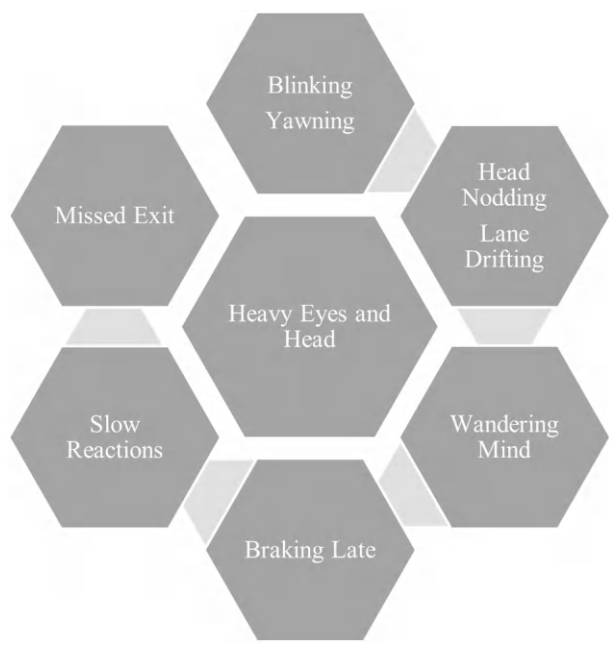 Blinking
Yawning
Head
Nodding
Lane
Drifting
Missed Exit
Heavy Eyes and
Head
Slow
Reactions
Wandering
Mind
Braking Late